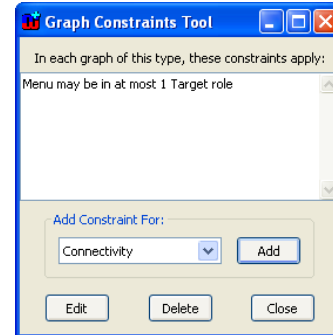 Graph Constraints Tool
In each graph of this type, these constraints apply:
Menu may be in at most 1 Target role
Add Constraint For:
Connectivity
Add
Edit
Delete
Close